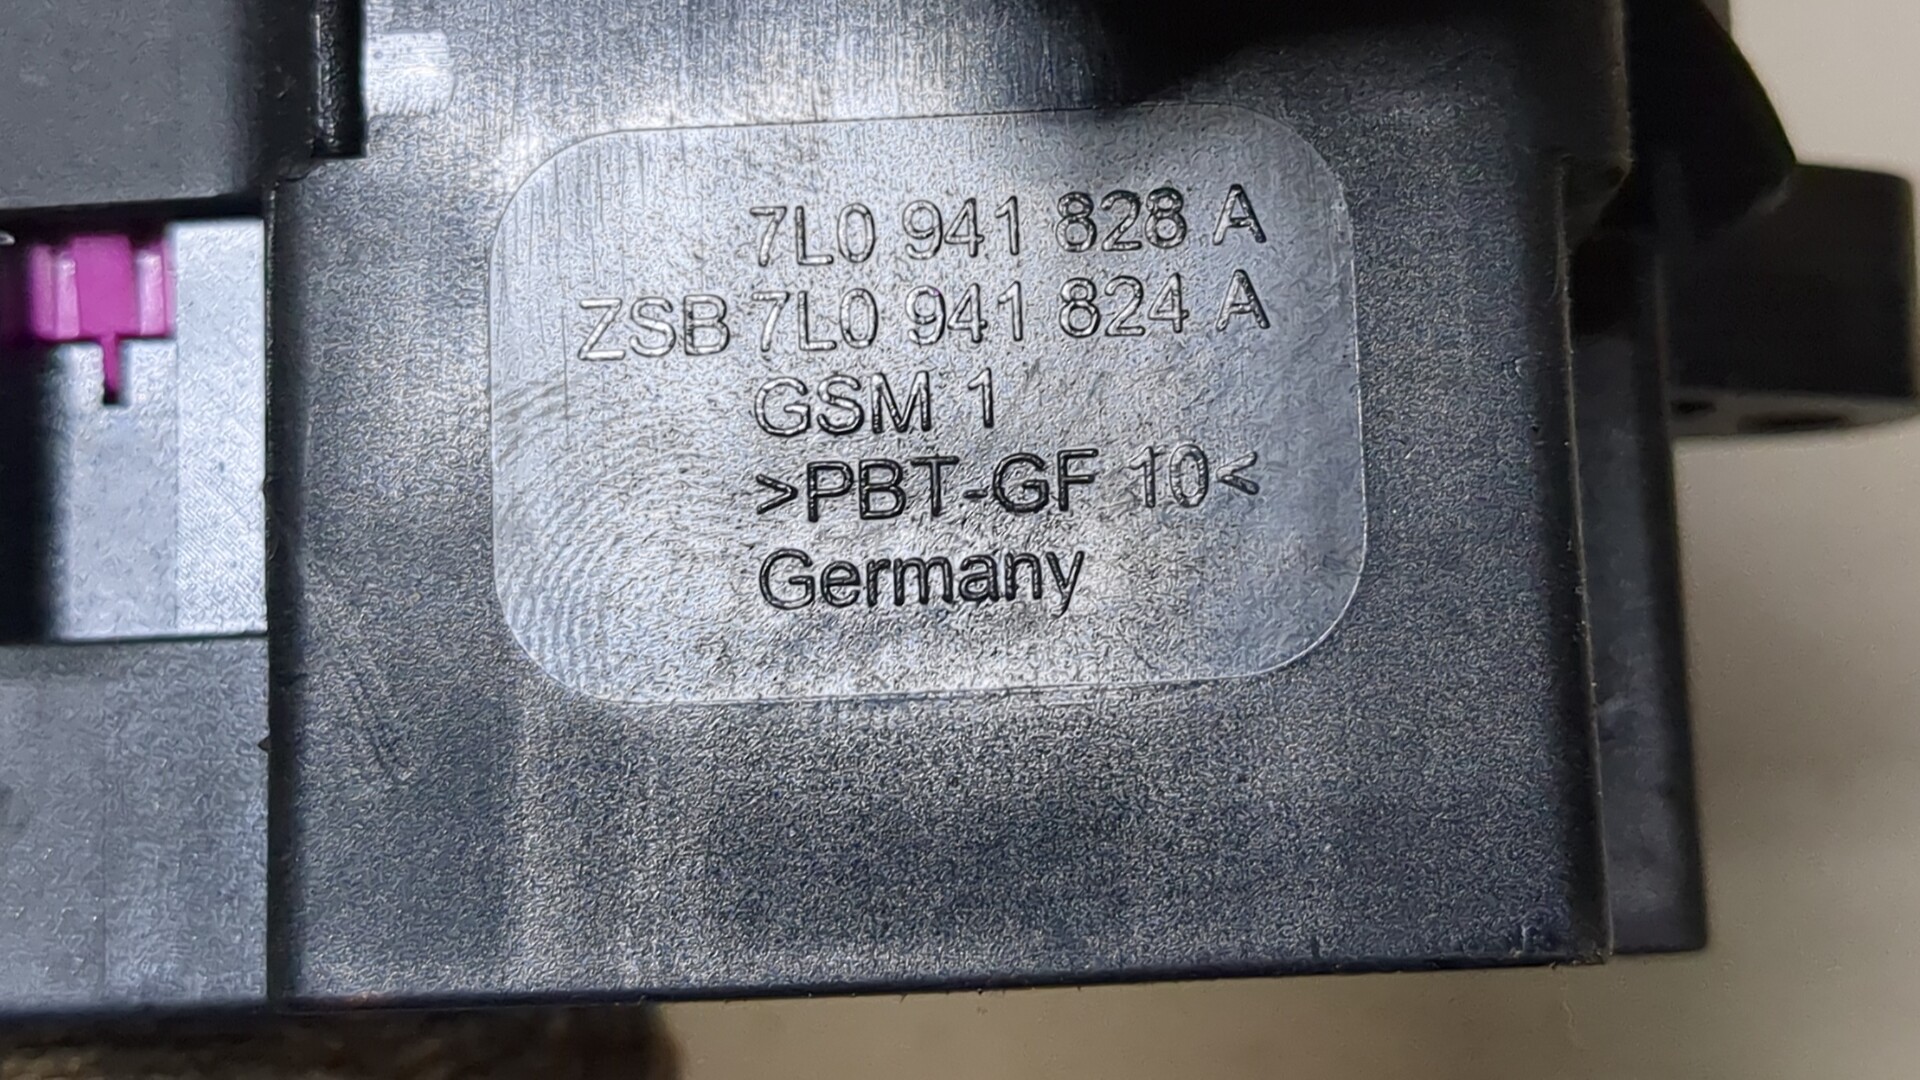 7L0 941 828 A
ZSB 7L0 941 824 A
GSM 1
>PBT-GF 10<
Germany